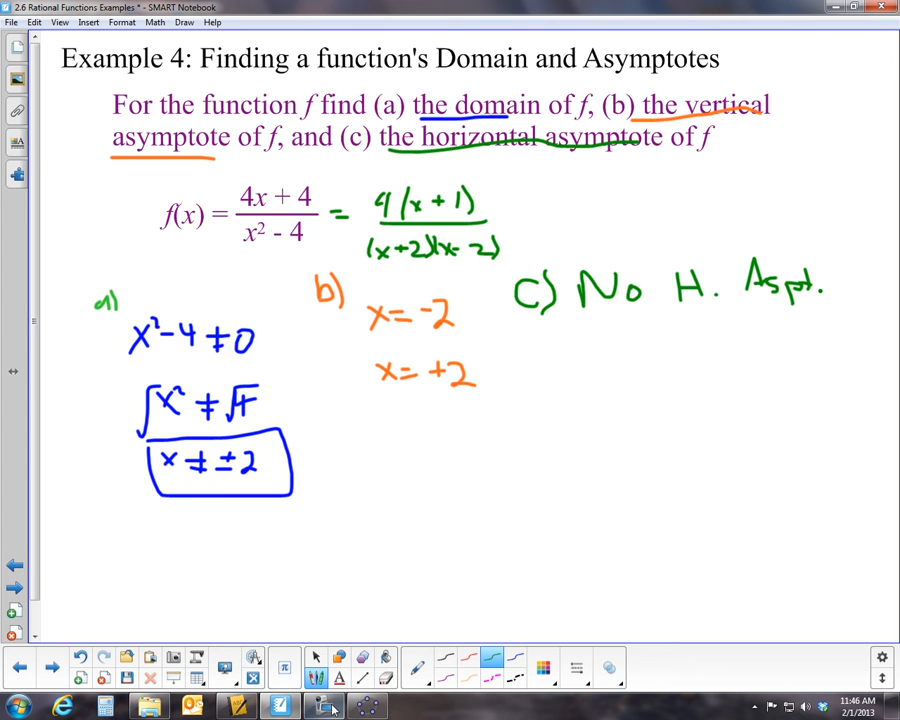 2.6 Rational Functions Examples * - SMART Notebook
File Edit View Insert Format Math Draw Help
Example 4: Finding a function's Domain and Asymptotes
For the function f find (a) the domain of f, (b) the vertical
asymptote of f, and (c) the horizontal asymptote of f
f(x) = (4x + 4)/(x² - 4) = 4(x + 1)/((x+2)(x-2))
a)
x²-4 ≠ 0
√x² ≠ √4
x ≠ ±2
b)
x = -2
x = +2
c) No H. Aspt.
11:46 AM
2/1/2013